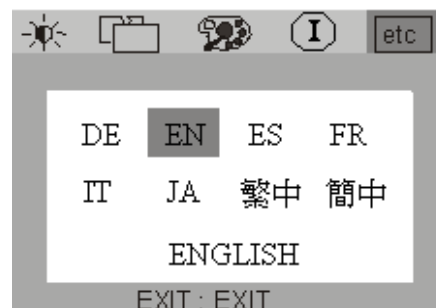 I etc
DE EN ES FR
IT JA 繁中 簡中
ENGLISH
EXIT : EXIT